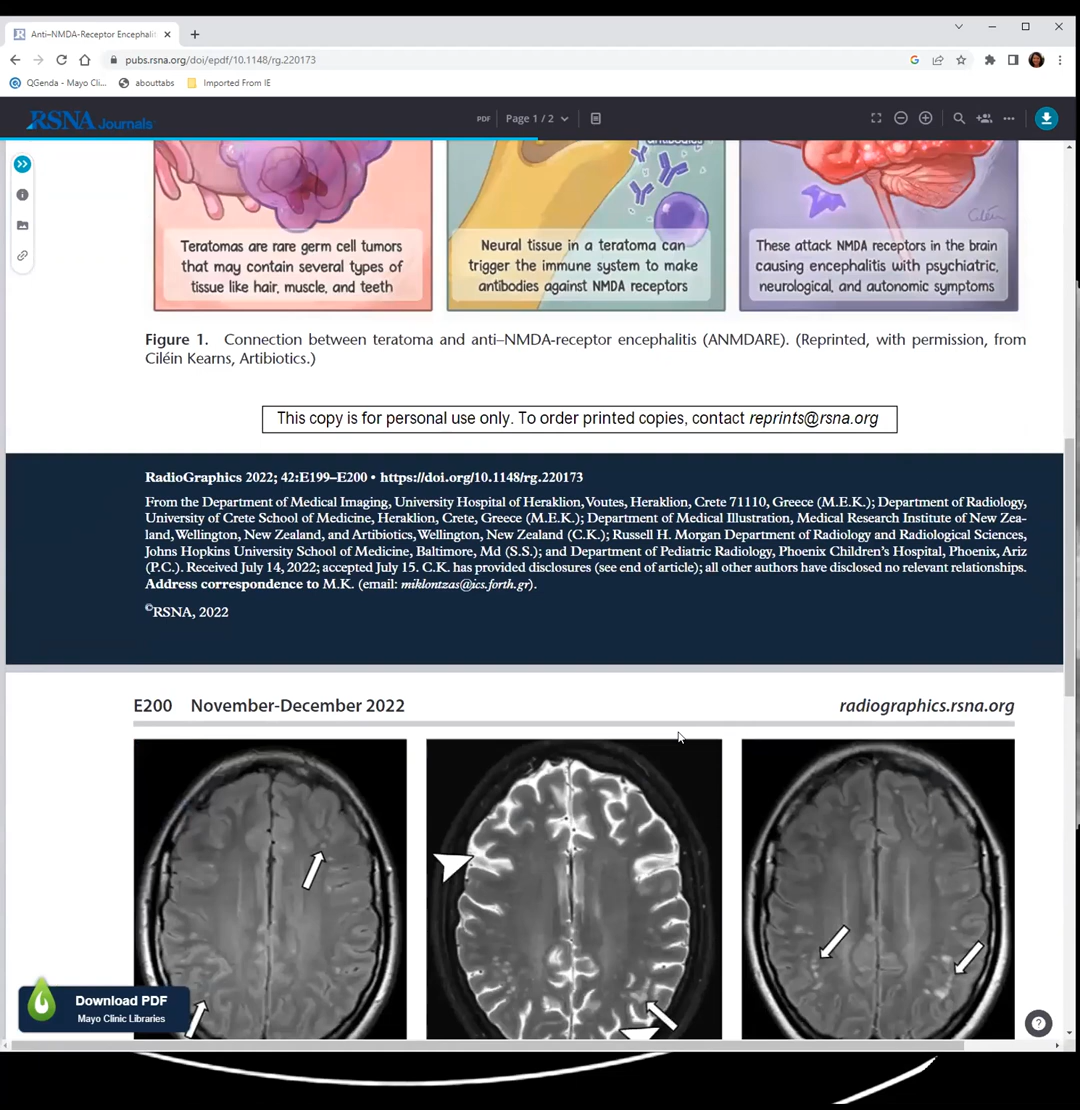 Anti–NMDA-Receptor Encephaliti
pubs.rsna.org/doi/epdf/10.1148/rg.220173
QGenda - Mayo Cli... abouttabs Imported From IE
RSNA Journals
PDF Page 1 / 2
Teratomas are rare germ cell tumors
that may contain several types of
tissue like hair, muscle, and teeth
antibodies
Neural tissue in a teratoma can
trigger the immune system to make
antibodies against NMDA receptors
Ciléin
These attack NMDA receptors in the brain
causing encephalitis with psychiatric,
neurological, and autonomic symptoms
Figure 1. Connection between teratoma and anti–NMDA-receptor encephalitis (ANMDARE). (Reprinted, with permission, from
Ciléin Kearns, Artibiotics.)
This copy is for personal use only. To order printed copies, contact reprints@rsna.org
RadioGraphics 2022; 42:E199–E200 • https://doi.org/10.1148/rg.220173
From the Department of Medical Imaging, University Hospital of Heraklion, Voutes, Heraklion, Crete 71110, Greece (M.E.K.); Department of Radiology,
University of Crete School of Medicine, Heraklion, Crete, Greece (M.E.K.); Department of Medical Illustration, Medical Research Institute of New Zea-
land, Wellington, New Zealand, and Artibiotics, Wellington, New Zealand (C.K.); Russell H. Morgan Department of Radiology and Radiological Sciences,
Johns Hopkins University School of Medicine, Baltimore, Md (S.S.); and Department of Pediatric Radiology, Phoenix Children's Hospital, Phoenix, Ariz
(P.C.). Received July 14, 2022; accepted July 15. C.K. has provided disclosures (see end of article); all other authors have disclosed no relevant relationships.
Address correspondence to M.K. (email: miklontzas@ics.forth.gr).
©RSNA, 2022
E200 November-December 2022 radiographics.rsna.org
Download PDF
Mayo Clinic Libraries